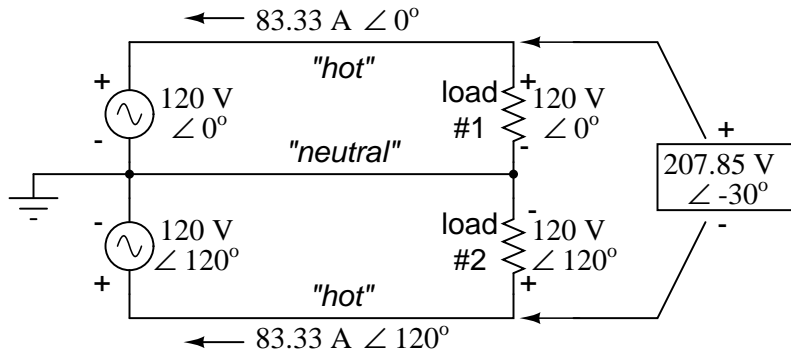 83.33 A ∠ 0°
"hot"
+
120 V
∠ 0°
-
load
#1
+
120 V
∠ 0°
-
"neutral"
+
207.85 V
∠ -30°
-
-
120 V
∠ 120°
+
load
#2
-
120 V
∠ 120°
+
"hot"
83.33 A ∠ 120°